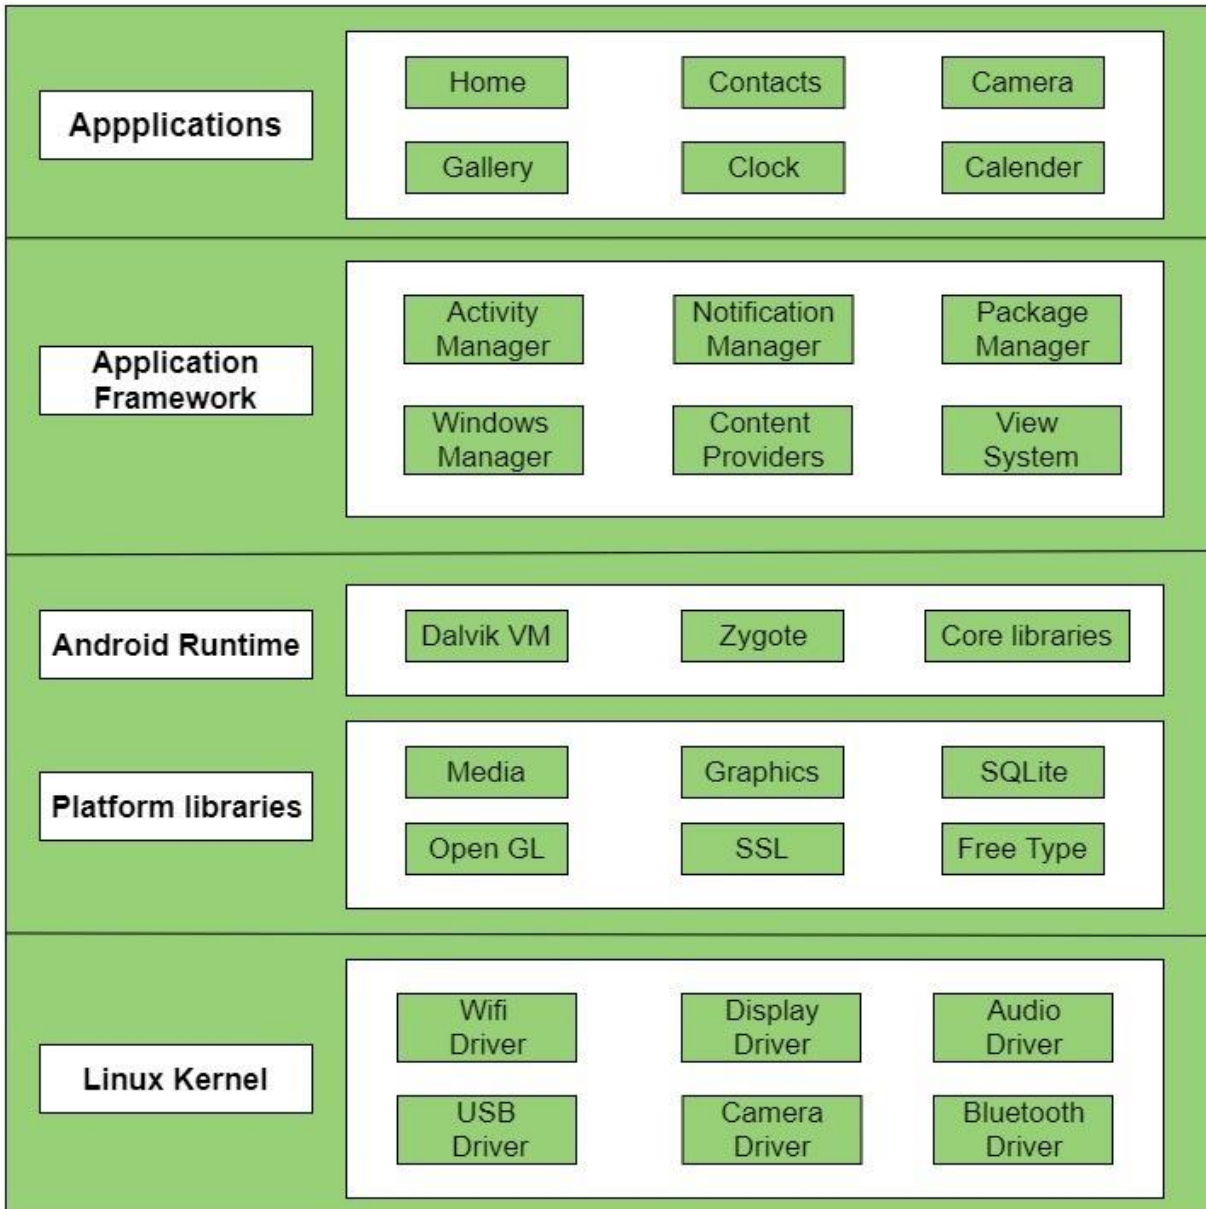 Appplications
Home
Contacts
Camera
Gallery
Clock
Calender
Application
Framework
Activity
Manager
Notification
Manager
Package
Manager
Windows
Manager
Content
Providers
View
System
Android Runtime
Dalvik VM
Zygote
Core libraries
Platform libraries
Media
Graphics
SQLite
Open GL
SSL
Free Type
Linux Kernel
Wifi
Driver
Display
Driver
Audio
Driver
USB
Driver
Camera
Driver
Bluetooth
Driver